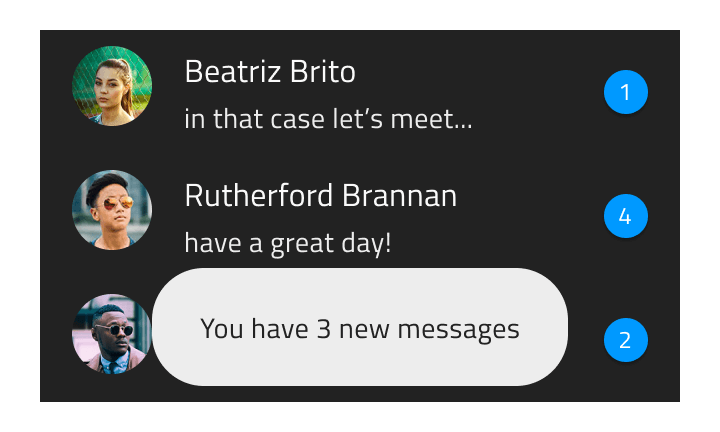 Beatriz Brito
in that case let’s meet...
1
Rutherford Brannan
have a great day!
4
You have 3 new messages
2